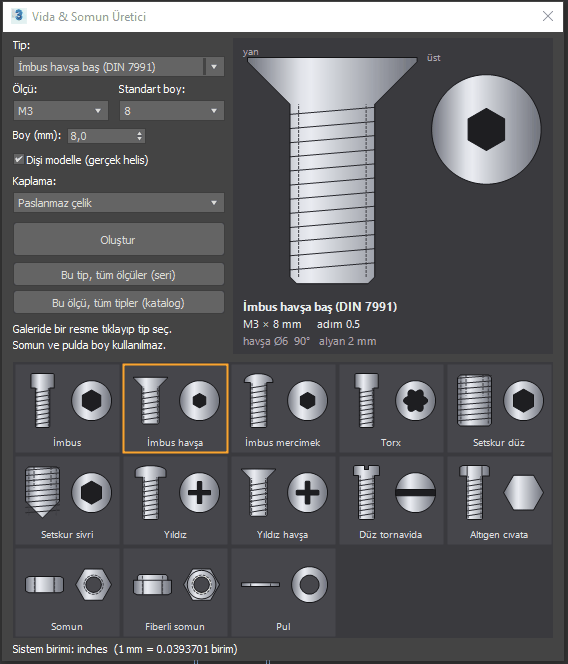 3 Vida & Somun Üretici
Tip:
İmbus havşa baş (DIN 7991)
Ölçü:
Standart boy:
M3
8
Boy (mm):
8,0
Dişi modelle (gerçek helis)
Kaplama:
Paslanmaz çelik
Oluştur
Bu tip, tüm ölçüler (seri)
Bu ölçü, tüm tipler (katalog)
Galeride bir resme tıklayıp tip seç.
Somun ve pulda boy kullanılmaz.
yan
üst
İmbus havşa baş (DIN 7991)
M3 × 8 mm adım 0.5
havşa Ø6 90° alyan 2 mm
İmbus
İmbus havşa
İmbus mercimek
Torx
Setskur düz
Setskur sivri
Yıldız
Yıldız havşa
Düz tornavida
Altıgen cıvata
Somun
Fiberli somun
Pul
Sistem birimi: inches (1 mm = 0.0393701 birim)